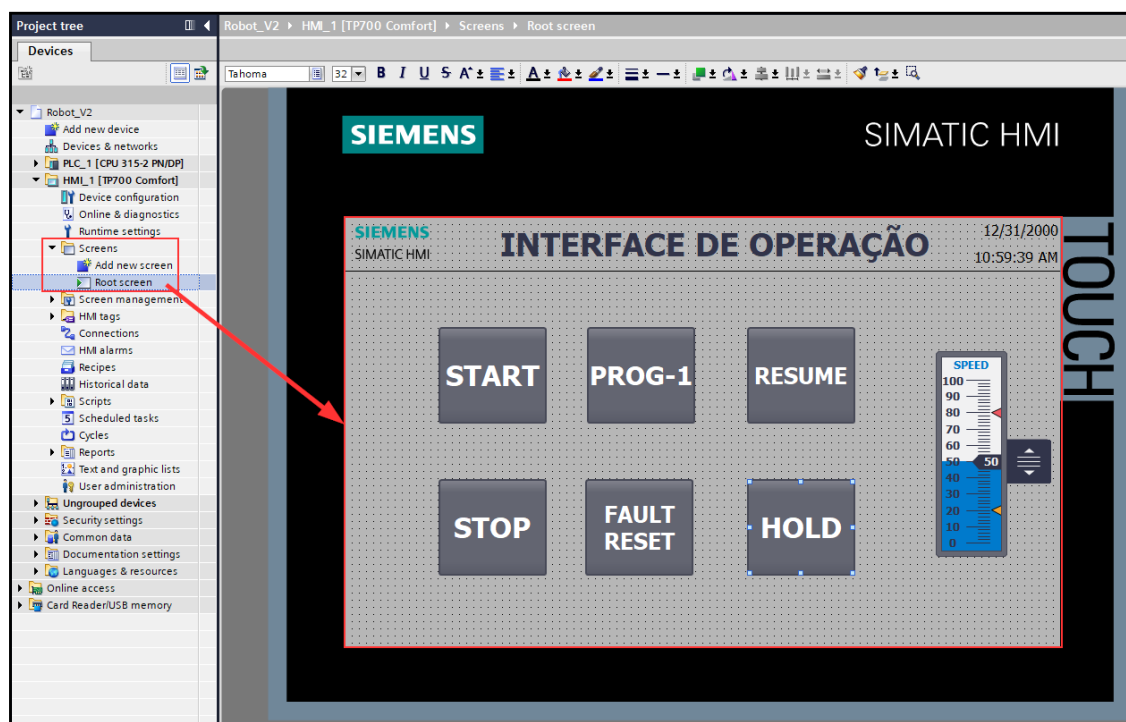 Project tree
Devices
Robot_V2
Add new device
Devices & networks
PLC_1 [CPU 315-2 PN/DP]
HMI_1 [TP700 Comfort]
Device configuration
Online & diagnostics
Runtime settings
Screens
Add new screen
Root screen
Screen management
HMI tags
Connections
HMI alarms
Recipes
Historical data
Scripts
Scheduled tasks
Cycles
Reports
Text and graphic lists
User administration
Ungrouped devices
Security settings
Common data
Documentation settings
Languages & resources
Online access
Card Reader/USB memory
Robot_V2 HMI_1 [TP700 Comfort] Screens Root screen
Tahoma 32 B I U S A A
SIEMENS SIMATIC HMI
SIEMENS
SIMATIC HMI
INTERFACE DE OPERAÇÃO
12/31/2000
10:59:39 AM
TOUCH
START PROG-1 RESUME
STOP FAULT RESET HOLD
SPEED
100
90
80
70
60
50 50
40
30
20
10
0